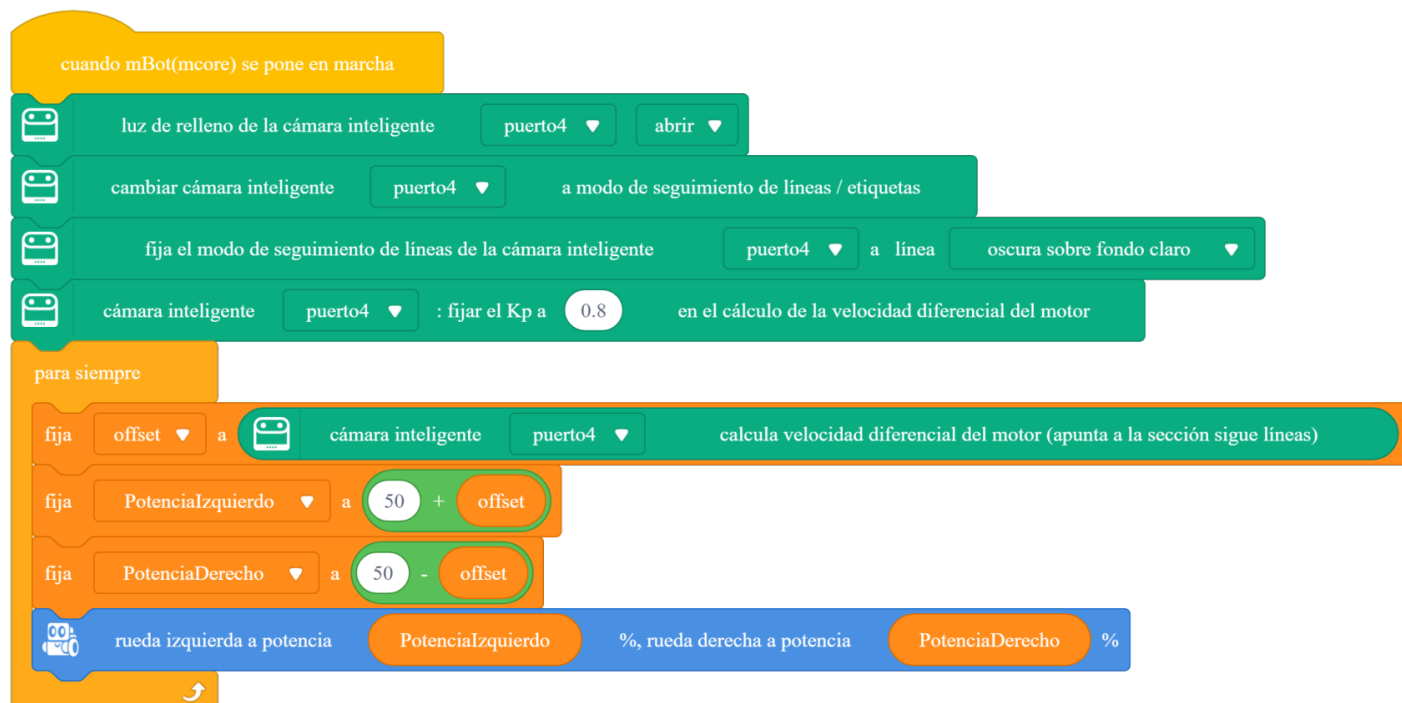 cuando mBot(mcore) se pone en marcha
luz de relleno de la cámara inteligente puerto4 abrir
cambiar cámara inteligente puerto4 a modo de seguimiento de líneas / etiquetas
fija el modo de seguimiento de líneas de la cámara inteligente puerto4 a línea oscura sobre fondo claro
cámara inteligente puerto4 : fijar el Kp a 0.8 en el cálculo de la velocidad diferencial del motor
para siempre
fija offset a cámara inteligente puerto4 calcula velocidad diferencial del motor (apunta a la sección sigue líneas)
fija PotenciaIzquierdo a 50 + offset
fija PotenciaDerecho a 50 - offset
rueda izquierda a potencia PotenciaIzquierdo %, rueda derecha a potencia PotenciaDerecho %